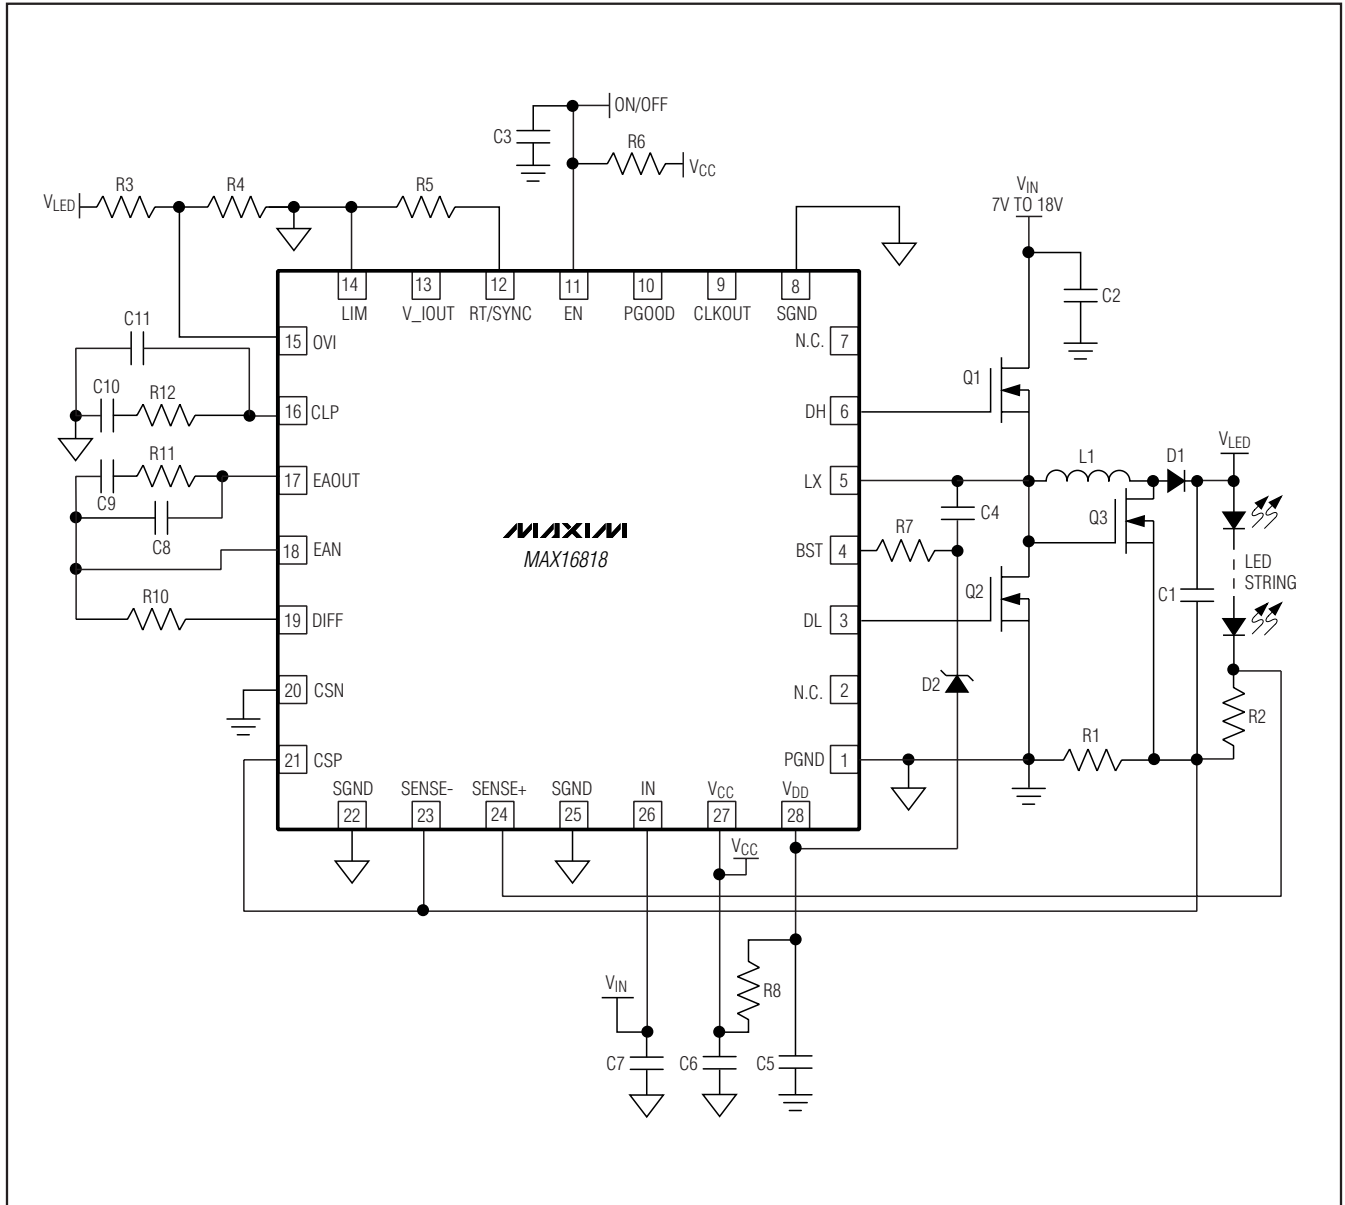 ON/OFF
C3
R6
VCC
R3
R4
R5
VLED
VIN
7V TO 18V
C2
14
13
12
11
10
9
8
LIM
V_IOUT
RT/SYNC
EN
PGOOD
CLKOUT
SGND
C11
15 OVI
N.C. 7
C10
R12
16 CLP
DH 6
Q1
R11
C9
17 EAOUT
LX 5
L1
D1
VLED
C8
C4
Q3
MAXIM
MAX16818
18 EAN
BST 4
R7
LED
STRING
R10
19 DIFF
DL 3
Q2
C1
20 CSN
N.C. 2
D2
R2
21 CSP
PGND 1
R1
SGND
SENSE-
SENSE+
SGND
IN
VCC
VDD
22
23
24
25
26
27
28
VCC
VIN
R8
C7
C6
C5